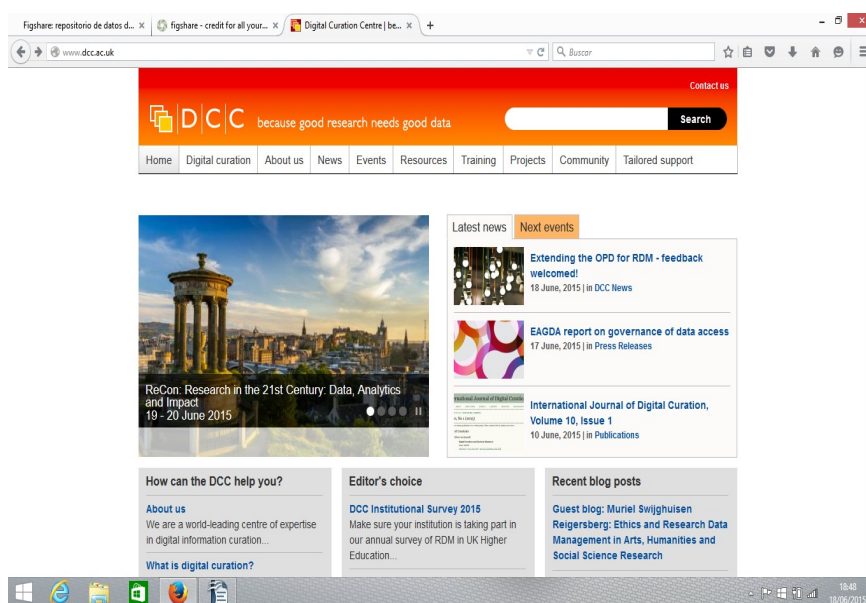 Figshare: repositorio de datos d...
figshare - credit for all your...
Digital Curation Centre | be...
www.dcc.ac.uk
Buscar
Contact us
D|C|C because good research needs good data
Search
Home Digital curation About us News Events Resources Training Projects Community Tailored support
ReCon: Research in the 21st Century: Data, Analytics
and Impact
19 - 20 June 2015
Latest news Next events
Extending the OPD for RDM - feedback
welcomed!
18 June, 2015 | in DCC News
EAGDA report on governance of data access
17 June, 2015 | in Press Releases
International Journal of Digital Curation,
Volume 10, Issue 1
10 June, 2015 | in Publications
How can the DCC help you?
About us
We are a world-leading centre of expertise
in digital information curation...
What is digital curation?
Editor's choice
DCC Institutional Survey 2015
Make sure your institution is taking part in
our annual survey of RDM in UK Higher
Education...
Recent blog posts
Guest blog: Muriel Swijghuisen
Reigersberg: Ethics and Research Data
Management in Arts, Humanities and
Social Science Research
18:48
18/06/2015